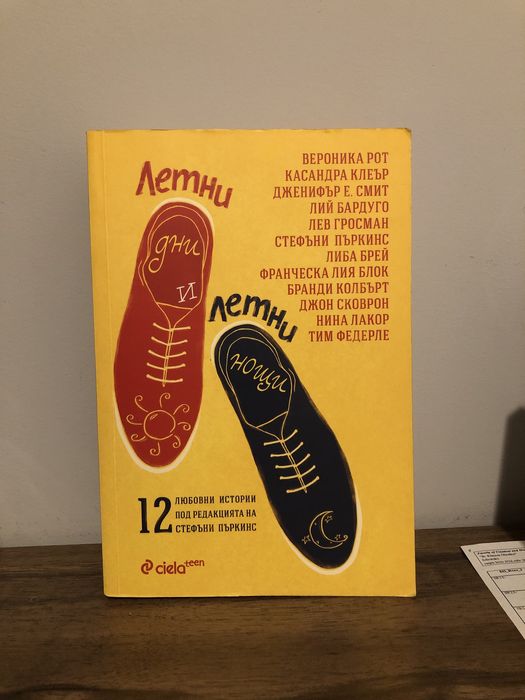 Летни
дни
и
Летни
нощи
ВЕРОНИКА РОТ
КАСАНДРА КЛЕЪР
ДЖЕНИФЪР Е. СМИТ
ЛИЙ БАРДУГО
ЛЕВ ГРОСМАН
СТЕФЪНИ ПЪРКИНС
ЛИБА БРЕЙ
ФРАНЧЕСКА ЛИЯ БЛОК
БРАНДИ КОЛБЪРТ
ДЖОН СКОВРОН
НИНА ЛАКОР
ТИМ ФЕДЕРЛЕ
12 ЛЮБОВНИ ИСТОРИИ
ПОД РЕДАКЦИЯТА НА
СТЕФЪНИ ПЪРКИНС
ciela teen